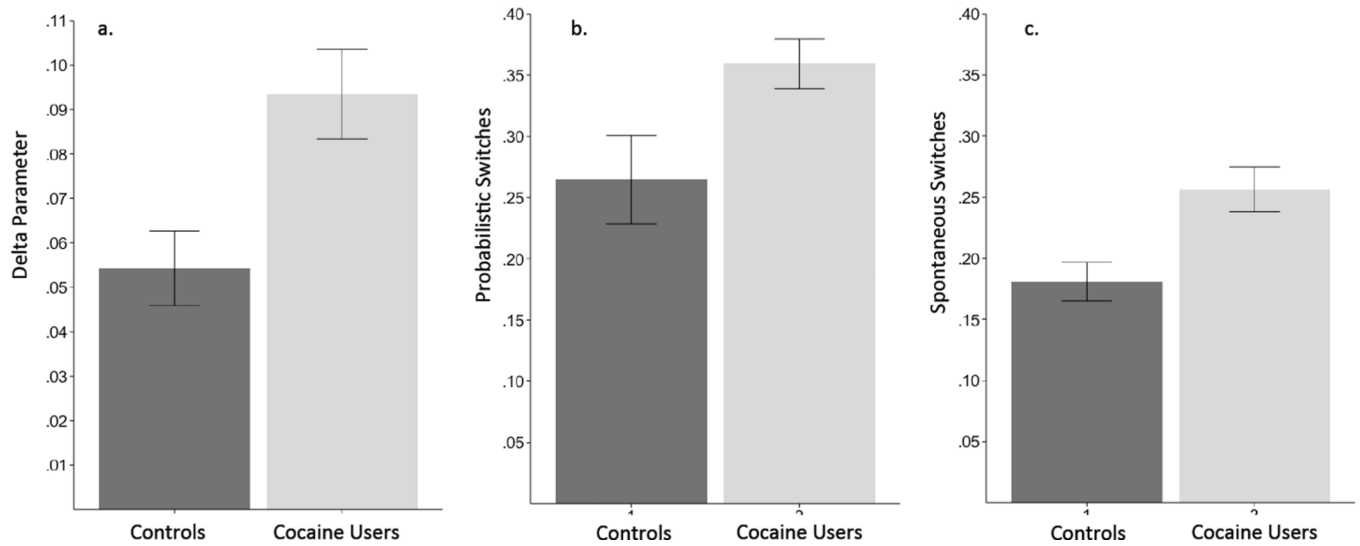 a.
Delta Parameter
.11
.10
.09
.08
.07
.06
.05
.04
.03
.02
.01
Controls
Cocaine Users
b.
Probabilistic Switches
.40
.35
.30
.25
.20
.15
.10
.05
Controls
Cocaine Users
c.
Spontaneous Switches
.40
.35
.30
.25
.20
.15
.10
.05
Controls
Cocaine Users